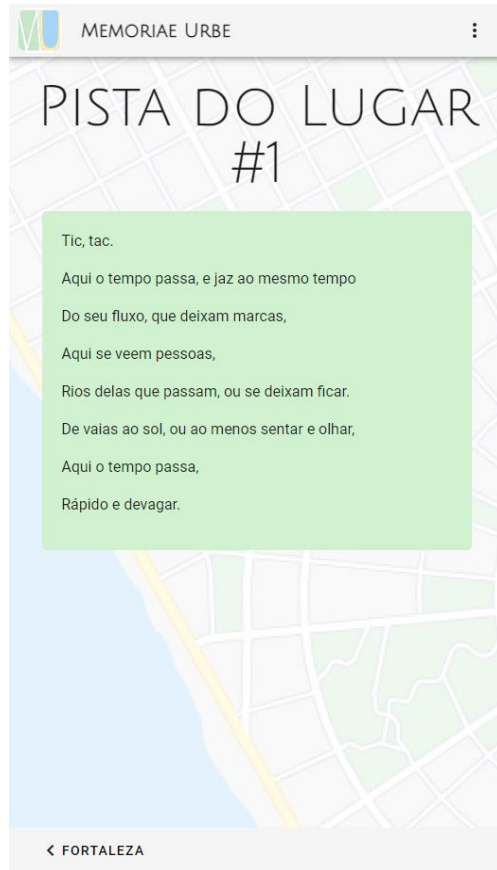 MEMORIAE URBE
PISTA DO LUGAR
#1
Tic, tac.
Aqui o tempo passa, e jaz ao mesmo tempo
Do seu fluxo, que deixam marcas,
Aqui se veem pessoas,
Rios delas que passam, ou se deixam ficar.
De vaias ao sol, ou ao menos sentar e olhar,
Aqui o tempo passa,
Rápido e devagar.
FORTALEZA